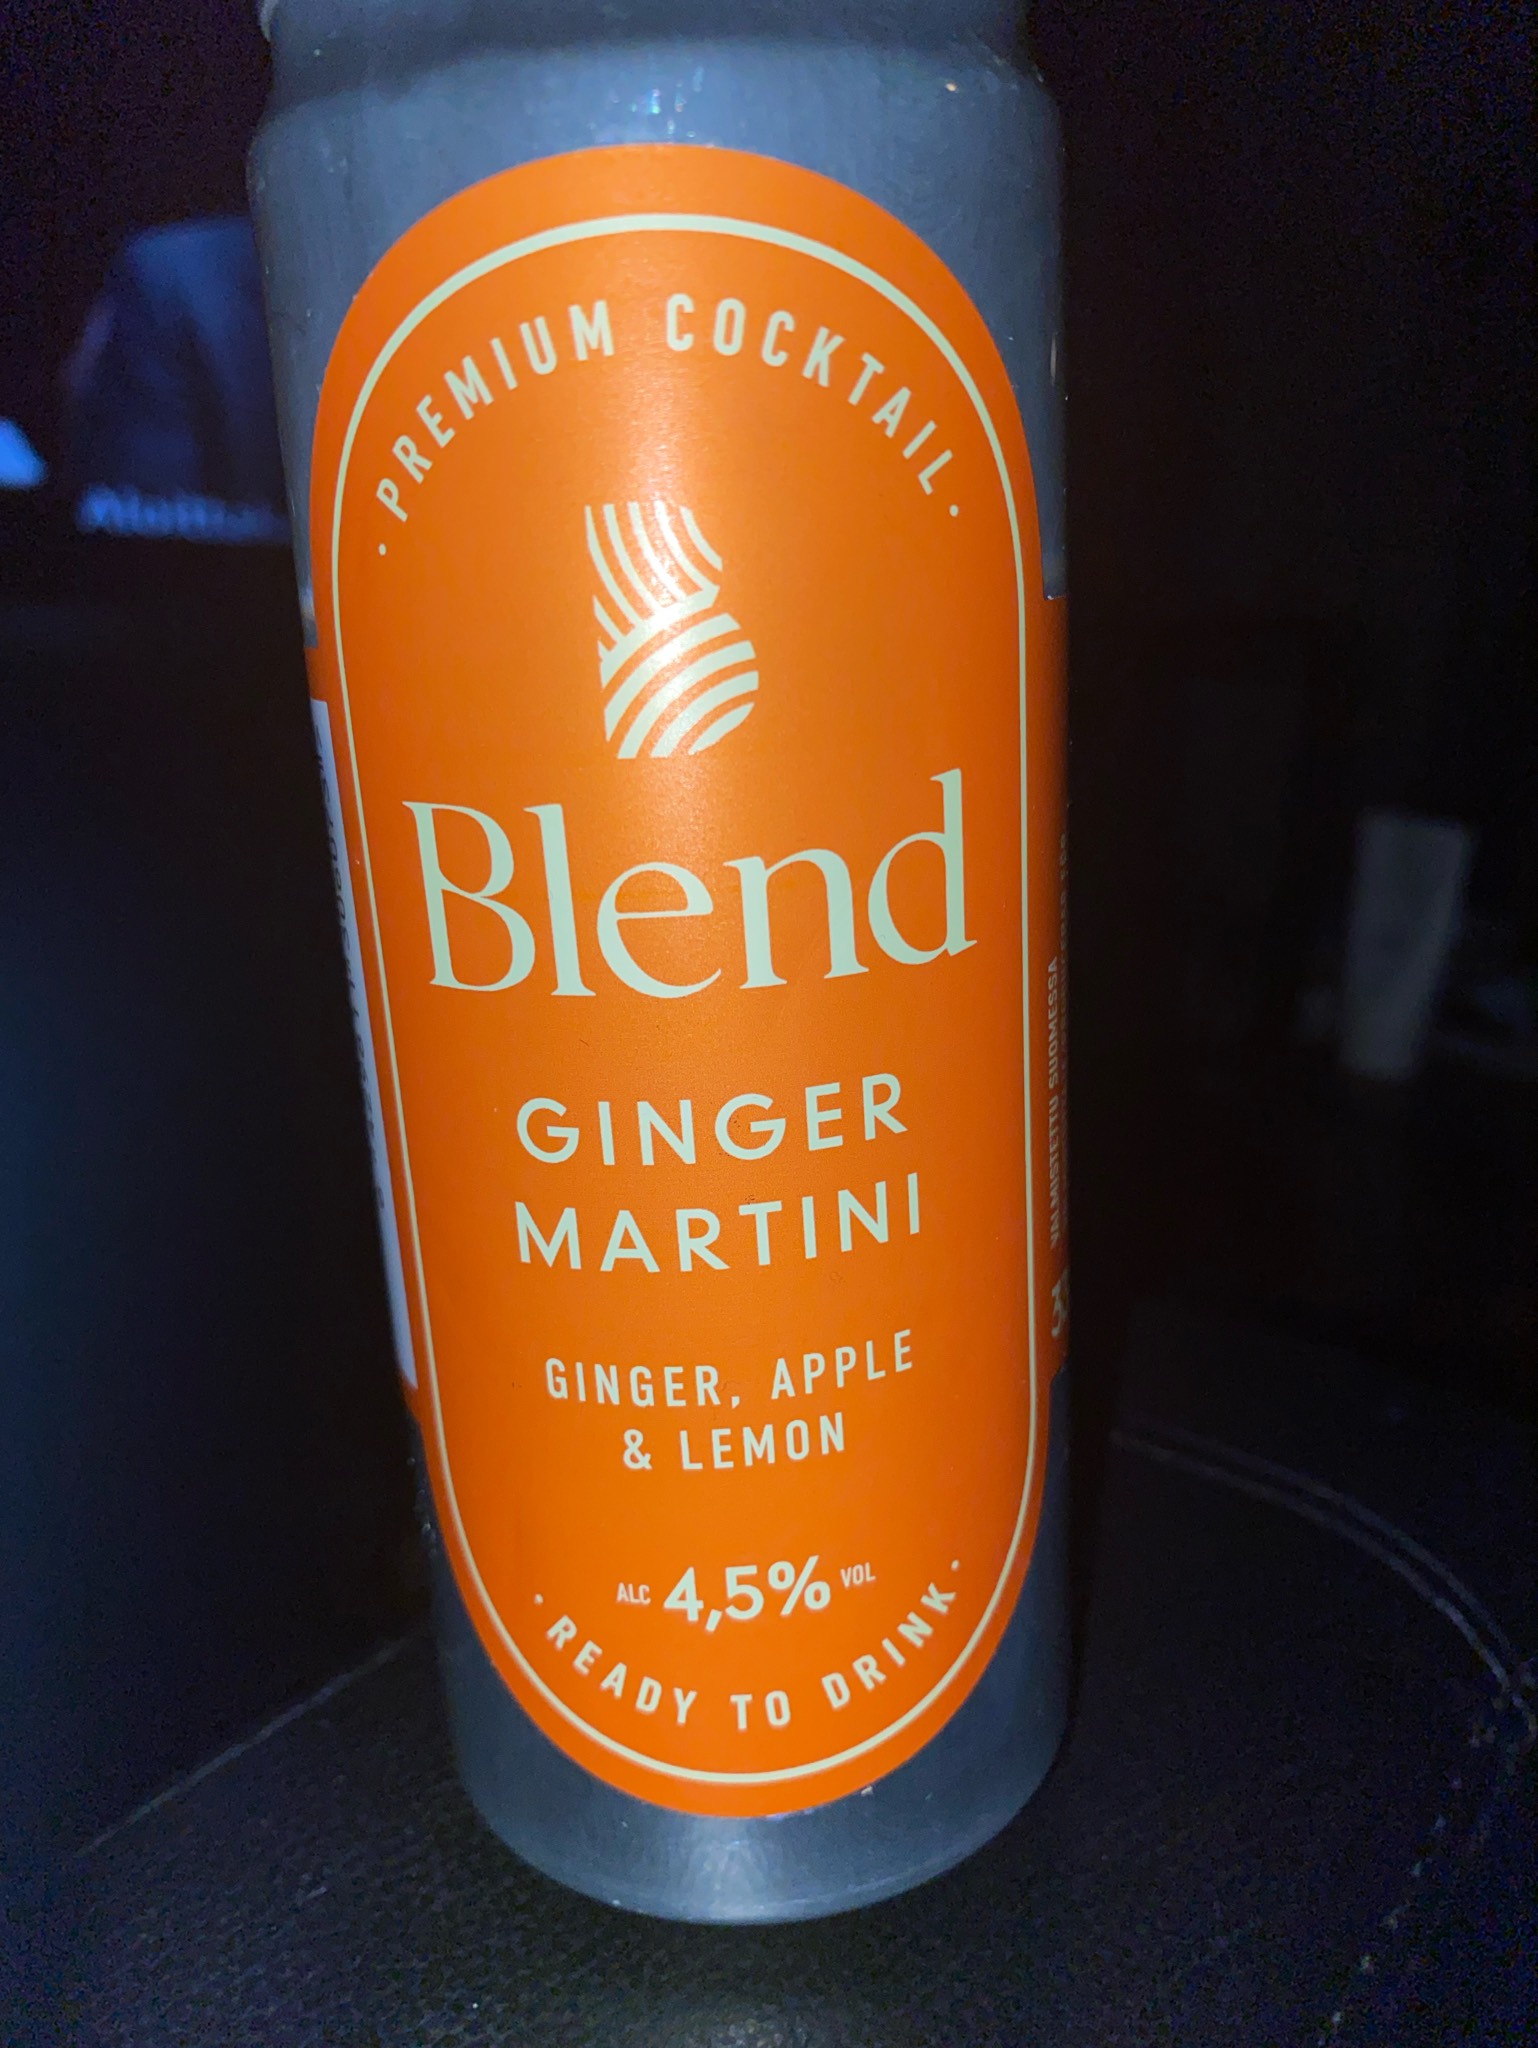 · PREMIUM COCKTAIL ·
Blend
GINGER
MARTINI
GINGER, APPLE
& LEMON
ALC 4,5% VOL
· READY TO DRINK ·
VALMISTETTU SUOMESSA